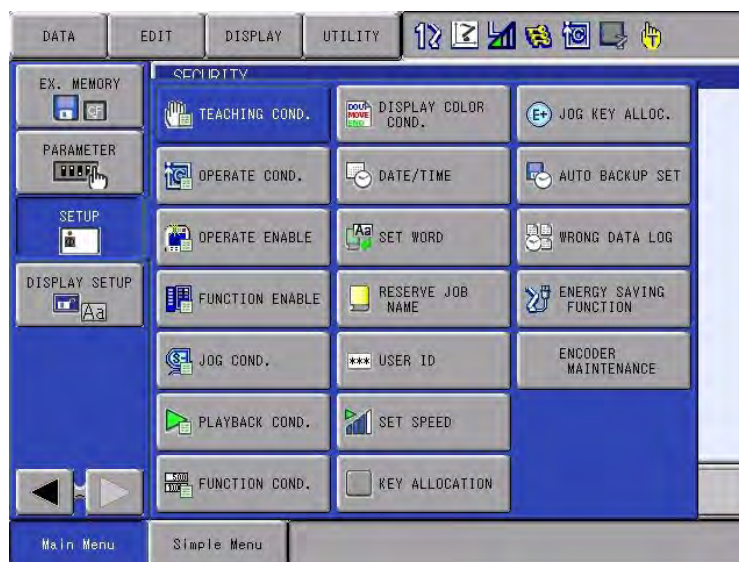 DATA
EDIT
DISPLAY
UTILITY
EX. MEMORY
CF
PARAMETER
SETUP
DISPLAY SETUP
Aa
SECURITY
TEACHING COND.
OPERATE COND.
OPERATE ENABLE
FUNCTION ENABLE
JOG COND.
PLAYBACK COND.
FUNCTION COND.
DISPLAY COLOR
COND.
DATE/TIME
Aa
SET WORD
RESERVE JOB
NAME
*** USER ID
SET SPEED
KEY ALLOCATION
E+ JOG KEY ALLOC.
AUTO BACKUP SET
WRONG DATA LOG
ENERGY SAVING
FUNCTION
ENCODER
MAINTENANCE
Main Menu
Simple Menu